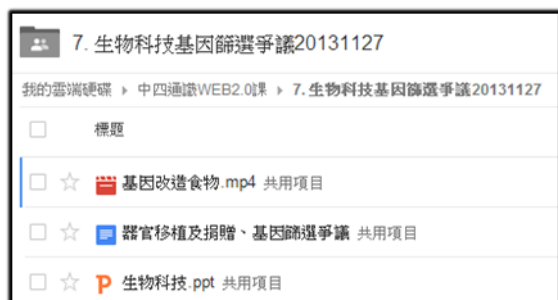 7. 生物科技基因篩選爭議20131127
我的雲端硬碟 ▸ 中四通識WEB2.0課 ▸ 7. 生物科技基因篩選爭議20131127
標題
基因改造食物.mp4 共用項目
器官移植及捐贈、基因篩選爭議 共用項目
P 生物科技.ppt 共用項目